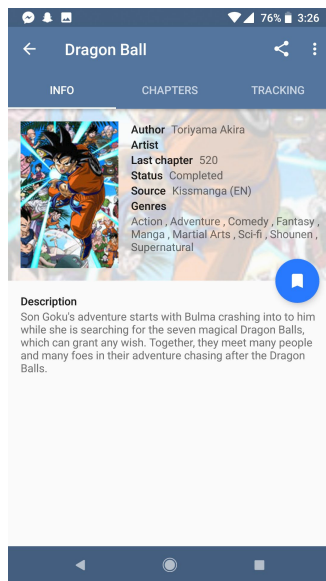 76% 3:26
Dragon Ball
INFO CHAPTERS TRACKING
Author Toriyama Akira
Artist
Last chapter 520
Status Completed
Source Kissmanga (EN)
Genres
Action , Adventure , Comedy , Fantasy ,
Manga , Martial Arts , Sci-fi , Shounen ,
Supernatural
Description
Son Goku's adventure starts with Bulma crashing into to him
while she is searching for the seven magical Dragon Balls,
which can grant any wish. Together, they meet many people
and many foes in their adventure chasing after the Dragon
Balls.